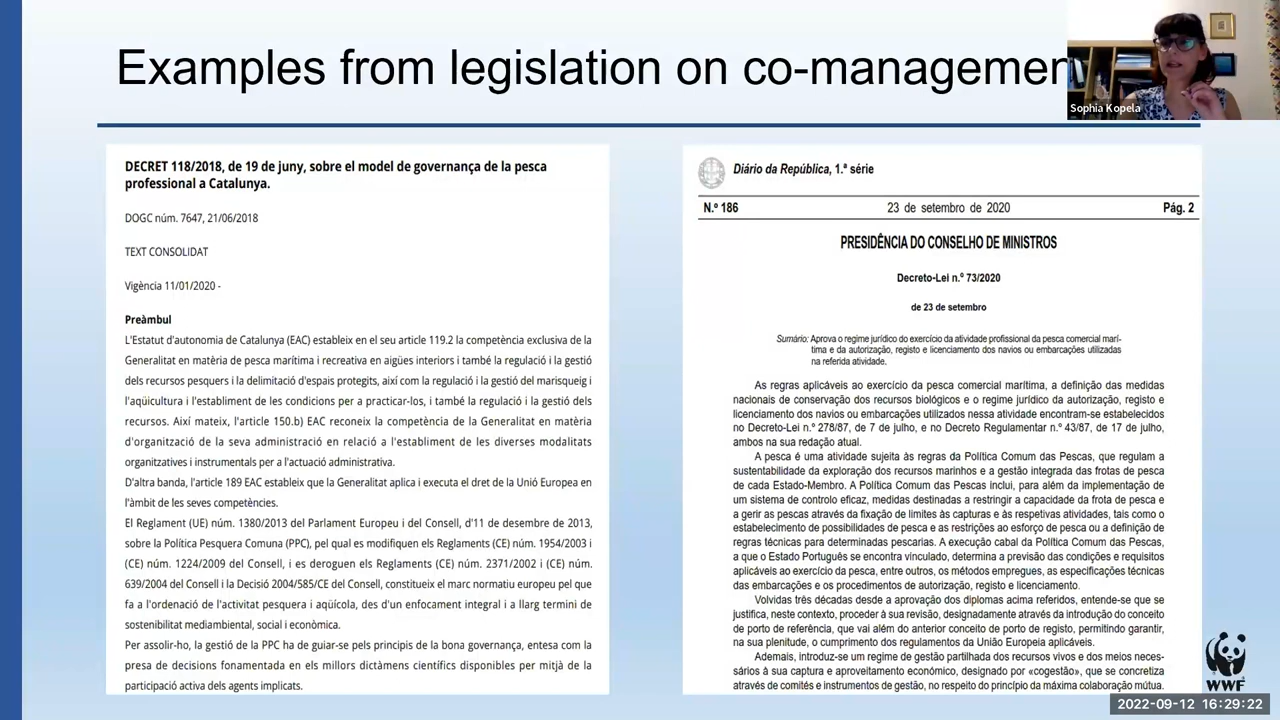 Examples from legislation on co-managemen
Sophia Kopela
DECRET 118/2018, de 19 de juny, sobre el model de governança de la pesca
professional a Catalunya.
DOGC núm. 7647, 21/06/2018
TEXT CONSOLIDAT
Vigència 11/01/2020 -
Preàmbul
L'Estatut d'autonomia de Catalunya (EAC) estableix en el seu article 119.2 la competència exclusiva de la
Generalitat en matèria de pesca marítima i recreativa en aigües interiors i també la regulació i la gestió
dels recursos pesquers i la delimitació d'espais protegits, així com la regulació i la gestió del marisqueig i
l'aqüicultura i l'establiment de les condicions per a practicar-los, i també la regulació i la gestió dels
recursos. Així mateix, l'article 150.b) EAC reconeix la competència de la Generalitat en matèria
d'organització de la seva administració en relació a l'establiment de les diverses modalitats
organitzatives i instrumentals per a l'actuació administrativa.
D'altra banda, l'article 189 EAC estableix que la Generalitat aplica i executa el dret de la Unió Europea en
l'àmbit de les seves competències.
El Reglament (UE) núm. 1380/2013 del Parlament Europeu i del Consell, d'11 de desembre de 2013,
sobre la Política Pesquera Comuna (PPC), pel qual es modifiquen els Reglaments (CE) núm. 1954/2003 i
(CE) núm. 1224/2009 del Consell, i es deroguen els Reglaments (CE) núm. 2371/2002 i (CE) núm.
639/2004 del Consell i la Decisió 2004/585/CE del Consell, constitueix el marc normatiu europeu pel que
fa a l'ordenació de l'activitat pesquera i aqüícola, des d'un enfocament integral i a llarg termini de
sostenibilitat mediambiental, social i econòmica.
Per assolir-ho, la gestió de la PPC ha de guiar-se pels principis de la bona governança, entesa com la
presa de decisions fonamentada en els millors dictàmens científics disponibles per mitjà de la
participació activa dels agents implicats.
Diário da República, 1.ª série
N.º 186 23 de setembro de 2020 Pág. 2
PRESIDÊNCIA DO CONSELHO DE MINISTROS
Decreto-Lei n.º 73/2020
de 23 de setembro
Sumário: Aprova o regime jurídico do exercício da atividade profissional da pesca comercial marí-
tima e da autorização, registo e licenciamento dos navios ou embarcações utilizadas
na referida atividade.
As regras aplicáveis ao exercício da pesca comercial marítima, a definição das medidas
nacionais de conservação dos recursos biológicos e o regime jurídico da autorização, registo e
licenciamento dos navios ou embarcações utilizados nessa atividade encontram-se estabelecidos
no Decreto-Lei n.º 278/87, de 7 de julho, e no Decreto Regulamentar n.º 43/87, de 17 de julho,
ambos na sua redação atual.
A pesca é uma atividade sujeita às regras da Política Comum das Pescas, que regulam a
sustentabilidade da exploração dos recursos marinhos e a gestão integrada das frotas de pesca
de cada Estado-Membro. A Política Comum das Pescas inclui, para além da implementação de
um sistema de controlo eficaz, medidas destinadas a restringir a capacidade da frota de pesca e
a gerir as pescas através da fixação de limites às capturas e às respetivas atividades, tais como o
estabelecimento de possibilidades de pesca e as restrições ao esforço de pesca ou a definição de
regras técnicas para determinadas pescarias. A execução cabal da Política Comum das Pescas,
a que o Estado Português se encontra vinculado, determina a previsão das condições e requisitos
aplicáveis ao exercício da pesca, entre outros, os métodos empregues, as especificações técnicas
das embarcações e os procedimentos de autorização, registo e licenciamento.
Volvidas três décadas desde a aprovação dos diplomas acima referidos, entende-se que se
justifica, neste contexto, proceder à sua revisão, designadamente através da introdução do conceito
de porto de referência, que vai além do anterior conceito de porto de registo, permitindo garantir,
na sua plenitude, o cumprimento dos regulamentos da União Europeia aplicáveis.
Ademais, introduz-se um regime de gestão partilhada dos recursos vivos e dos meios neces-
sários à sua captura e aproveitamento económico, designado por «cogestão», que se concretiza
através de comités e instrumentos de gestão, no respeito do princípio da máxima colaboração mútua.
WWF
2022-09-12 16:29:22